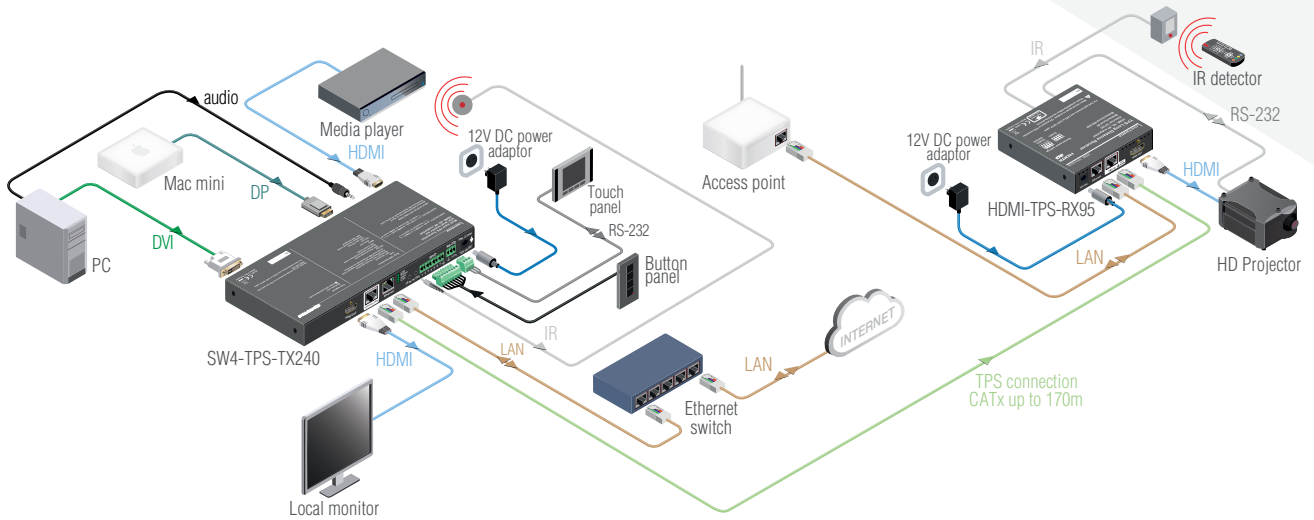 audio
Media player
HDMI
Mac mini
DP
DVI
PC
SW4-TPS-TX240
HDMI
Local monitor
12V DC power
adaptor
Touch
panel
RS-232
Button
panel
IR
LAN
Ethernet
switch
LAN
INTERNET
Access point
12V DC power
adaptor
IR
IR detector
RS-232
HDMI-TPS-RX95
HDMI
HD Projector
LAN
TPS connection
CATx up to 170m